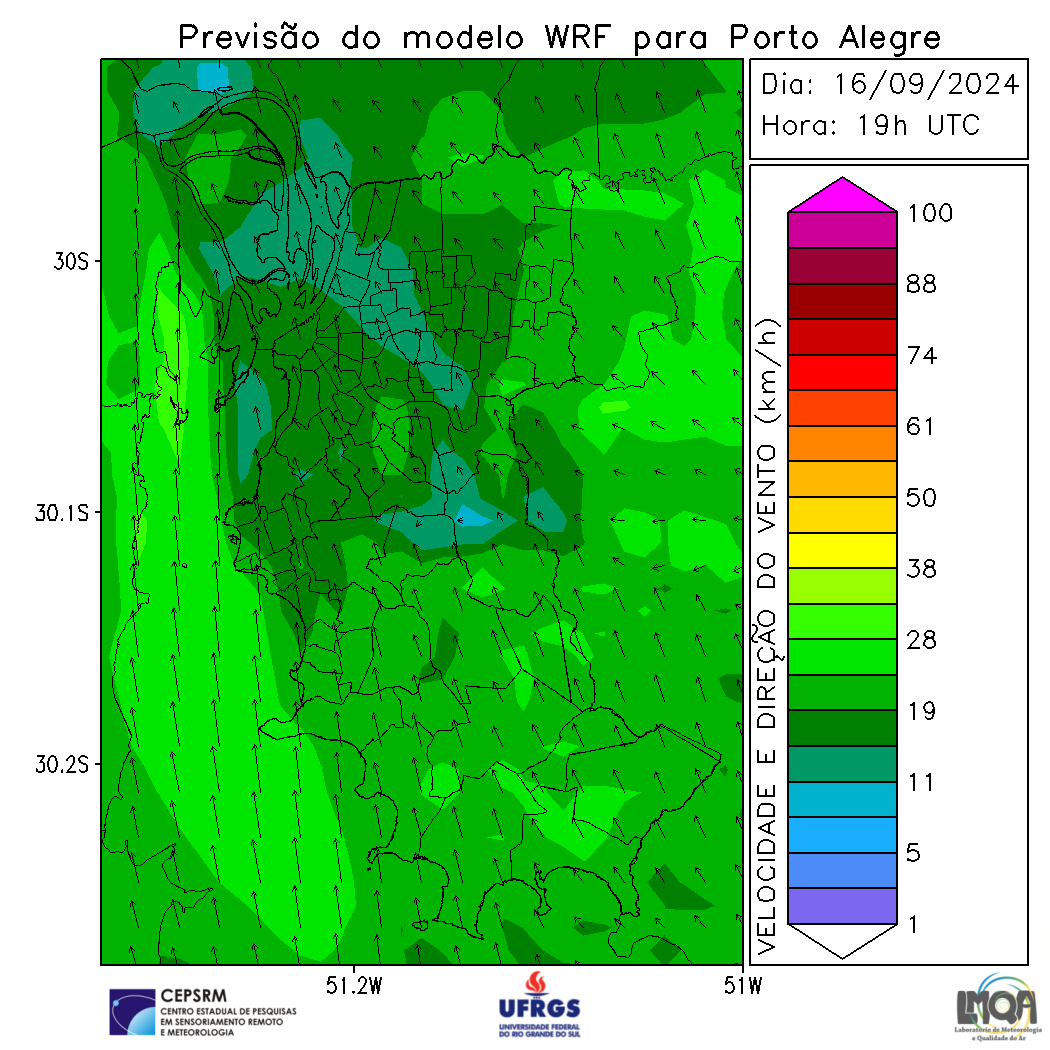 Previsão do modelo WRF para Porto Alegre
Dia: 16/09/2024
Hora: 19h UTC
30S
30.1S
30.2S
51.2W
51W
VELOCIDADE E DIREÇÃO DO VENTO (km/h)
100
88
74
61
50
38
28
19
11
5
1
CEPSRM
CENTRO ESTADUAL DE PESQUISAS
EM SENSORIAMENTO REMOTO
E METEOROLOGIA
UFRGS
UNIVERSIDADE FEDERAL
DO RIO GRANDE DO SUL
LMQA
Laboratório de Meteorologia
e Qualidade do Ar